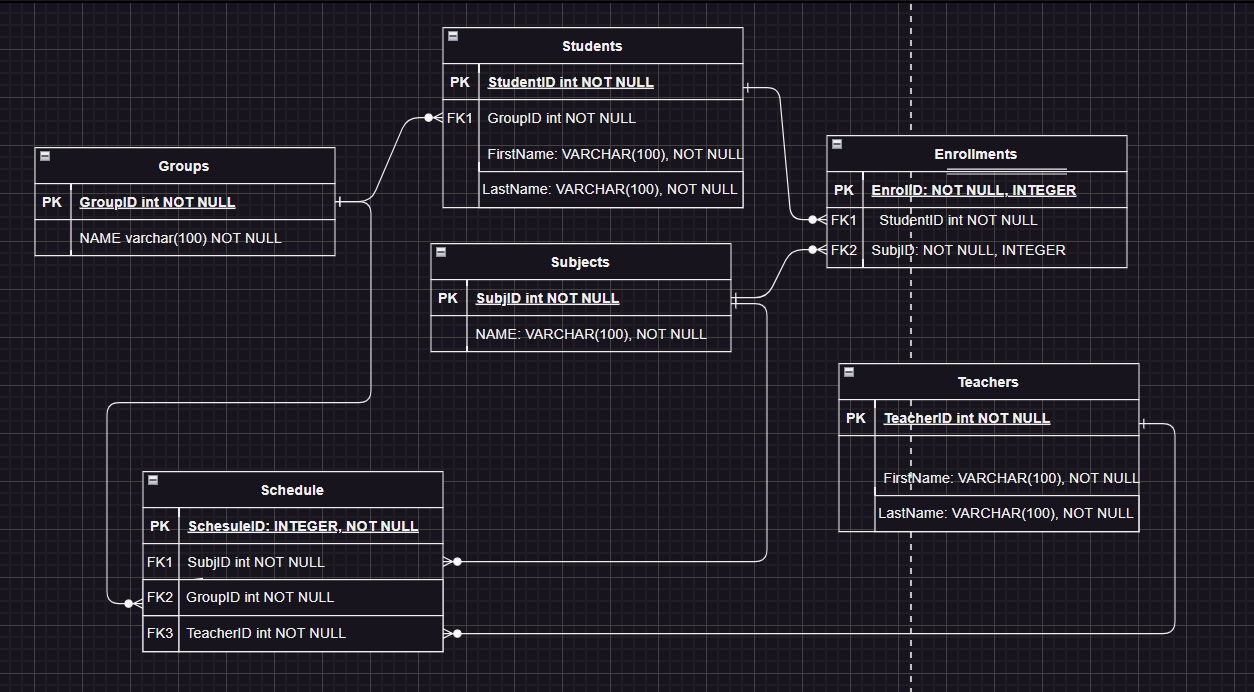 Students
PK StudentID int NOT NULL
FK1 GroupID int NOT NULL
FirstName: VARCHAR(100), NOT NULL
LastName: VARCHAR(100), NOT NULL
Groups
PK GroupID int NOT NULL
NAME varchar(100) NOT NULL
Enrollments
PK EnrolID: NOT NULL, INTEGER
FK1 StudentID int NOT NULL
FK2 SubjID: NOT NULL, INTEGER
Subjects
PK SubjID int NOT NULL
NAME: VARCHAR(100), NOT NULL
Teachers
PK TeacherID int NOT NULL
FirstName: VARCHAR(100), NOT NULL
LastName: VARCHAR(100), NOT NULL
Schedule
PK SchesuleID: INTEGER, NOT NULL
FK1 SubjID int NOT NULL
FK2 GroupID int NOT NULL
FK3 TeacherID int NOT NULL